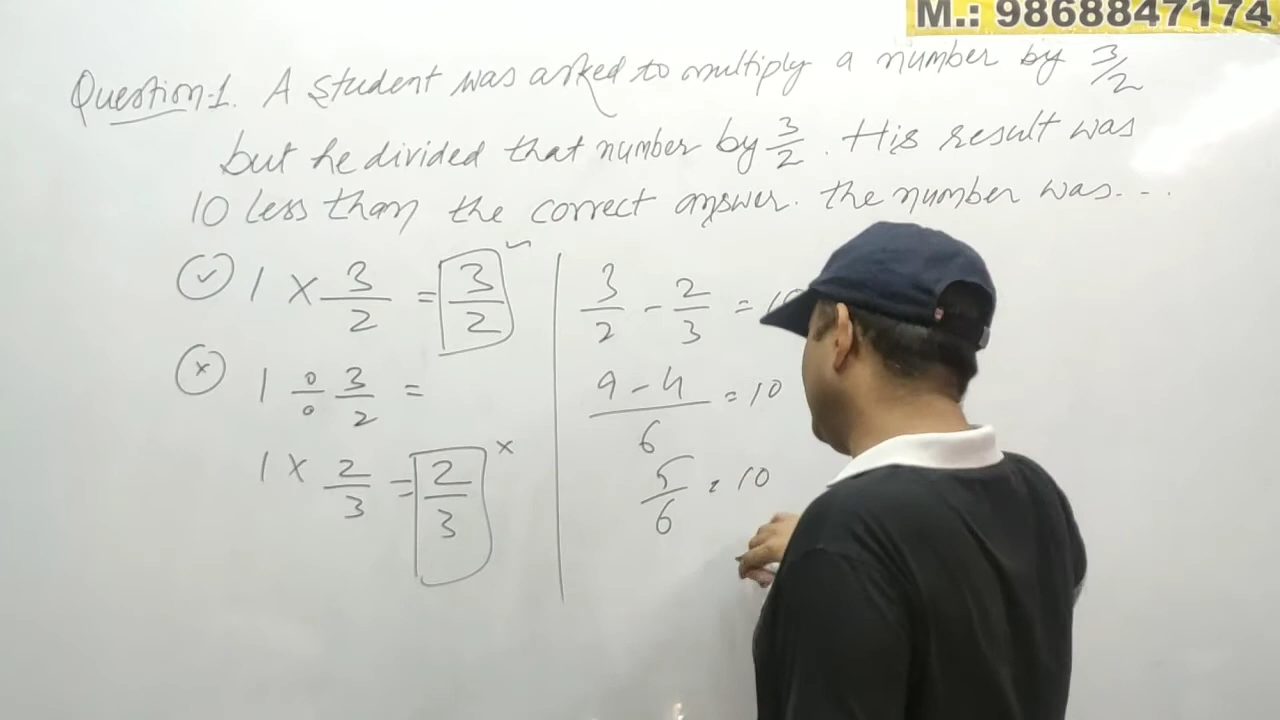 M.: 9868847174
Question-1. A student was asked to multiply a number by 3/2
but he divided that number by 3/2. His result was
10 less than the correct answer. the number was...
✓ 1 × 3/2 = 3/2 ✓
× 1 ÷ 3/2 =
1 × 2/3 = 2/3 ×
3/2 - 2/3 = 10
9-4/6 = 10
5/6 = 10